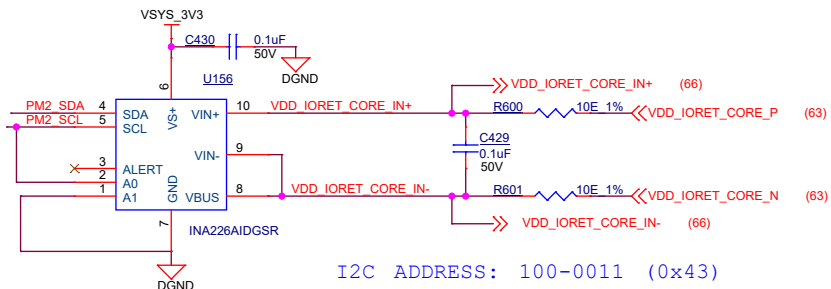 VSYS_3V3
C430 0.1uF
50V
DGND
U156
6
PM2_SDA 4 SDA VS+ VIN+ 10 VDD_IORET_CORE_IN+
PM2_SCL 5 SCL
VDD_IORET_CORE_IN+ (66)
R600 10E_1% VDD_IORET_CORE_P (63)
C429
0.1uF
50V
VIN- 9
3 ALERT
2 A0
1 A1 GND VBUS 8 VDD_IORET_CORE_IN-
R601 10E_1% VDD_IORET_CORE_N (63)
7
INA226AIDGSR
VDD_IORET_CORE_IN- (66)
DGND
I2C ADDRESS: 100-0011 (0x43)